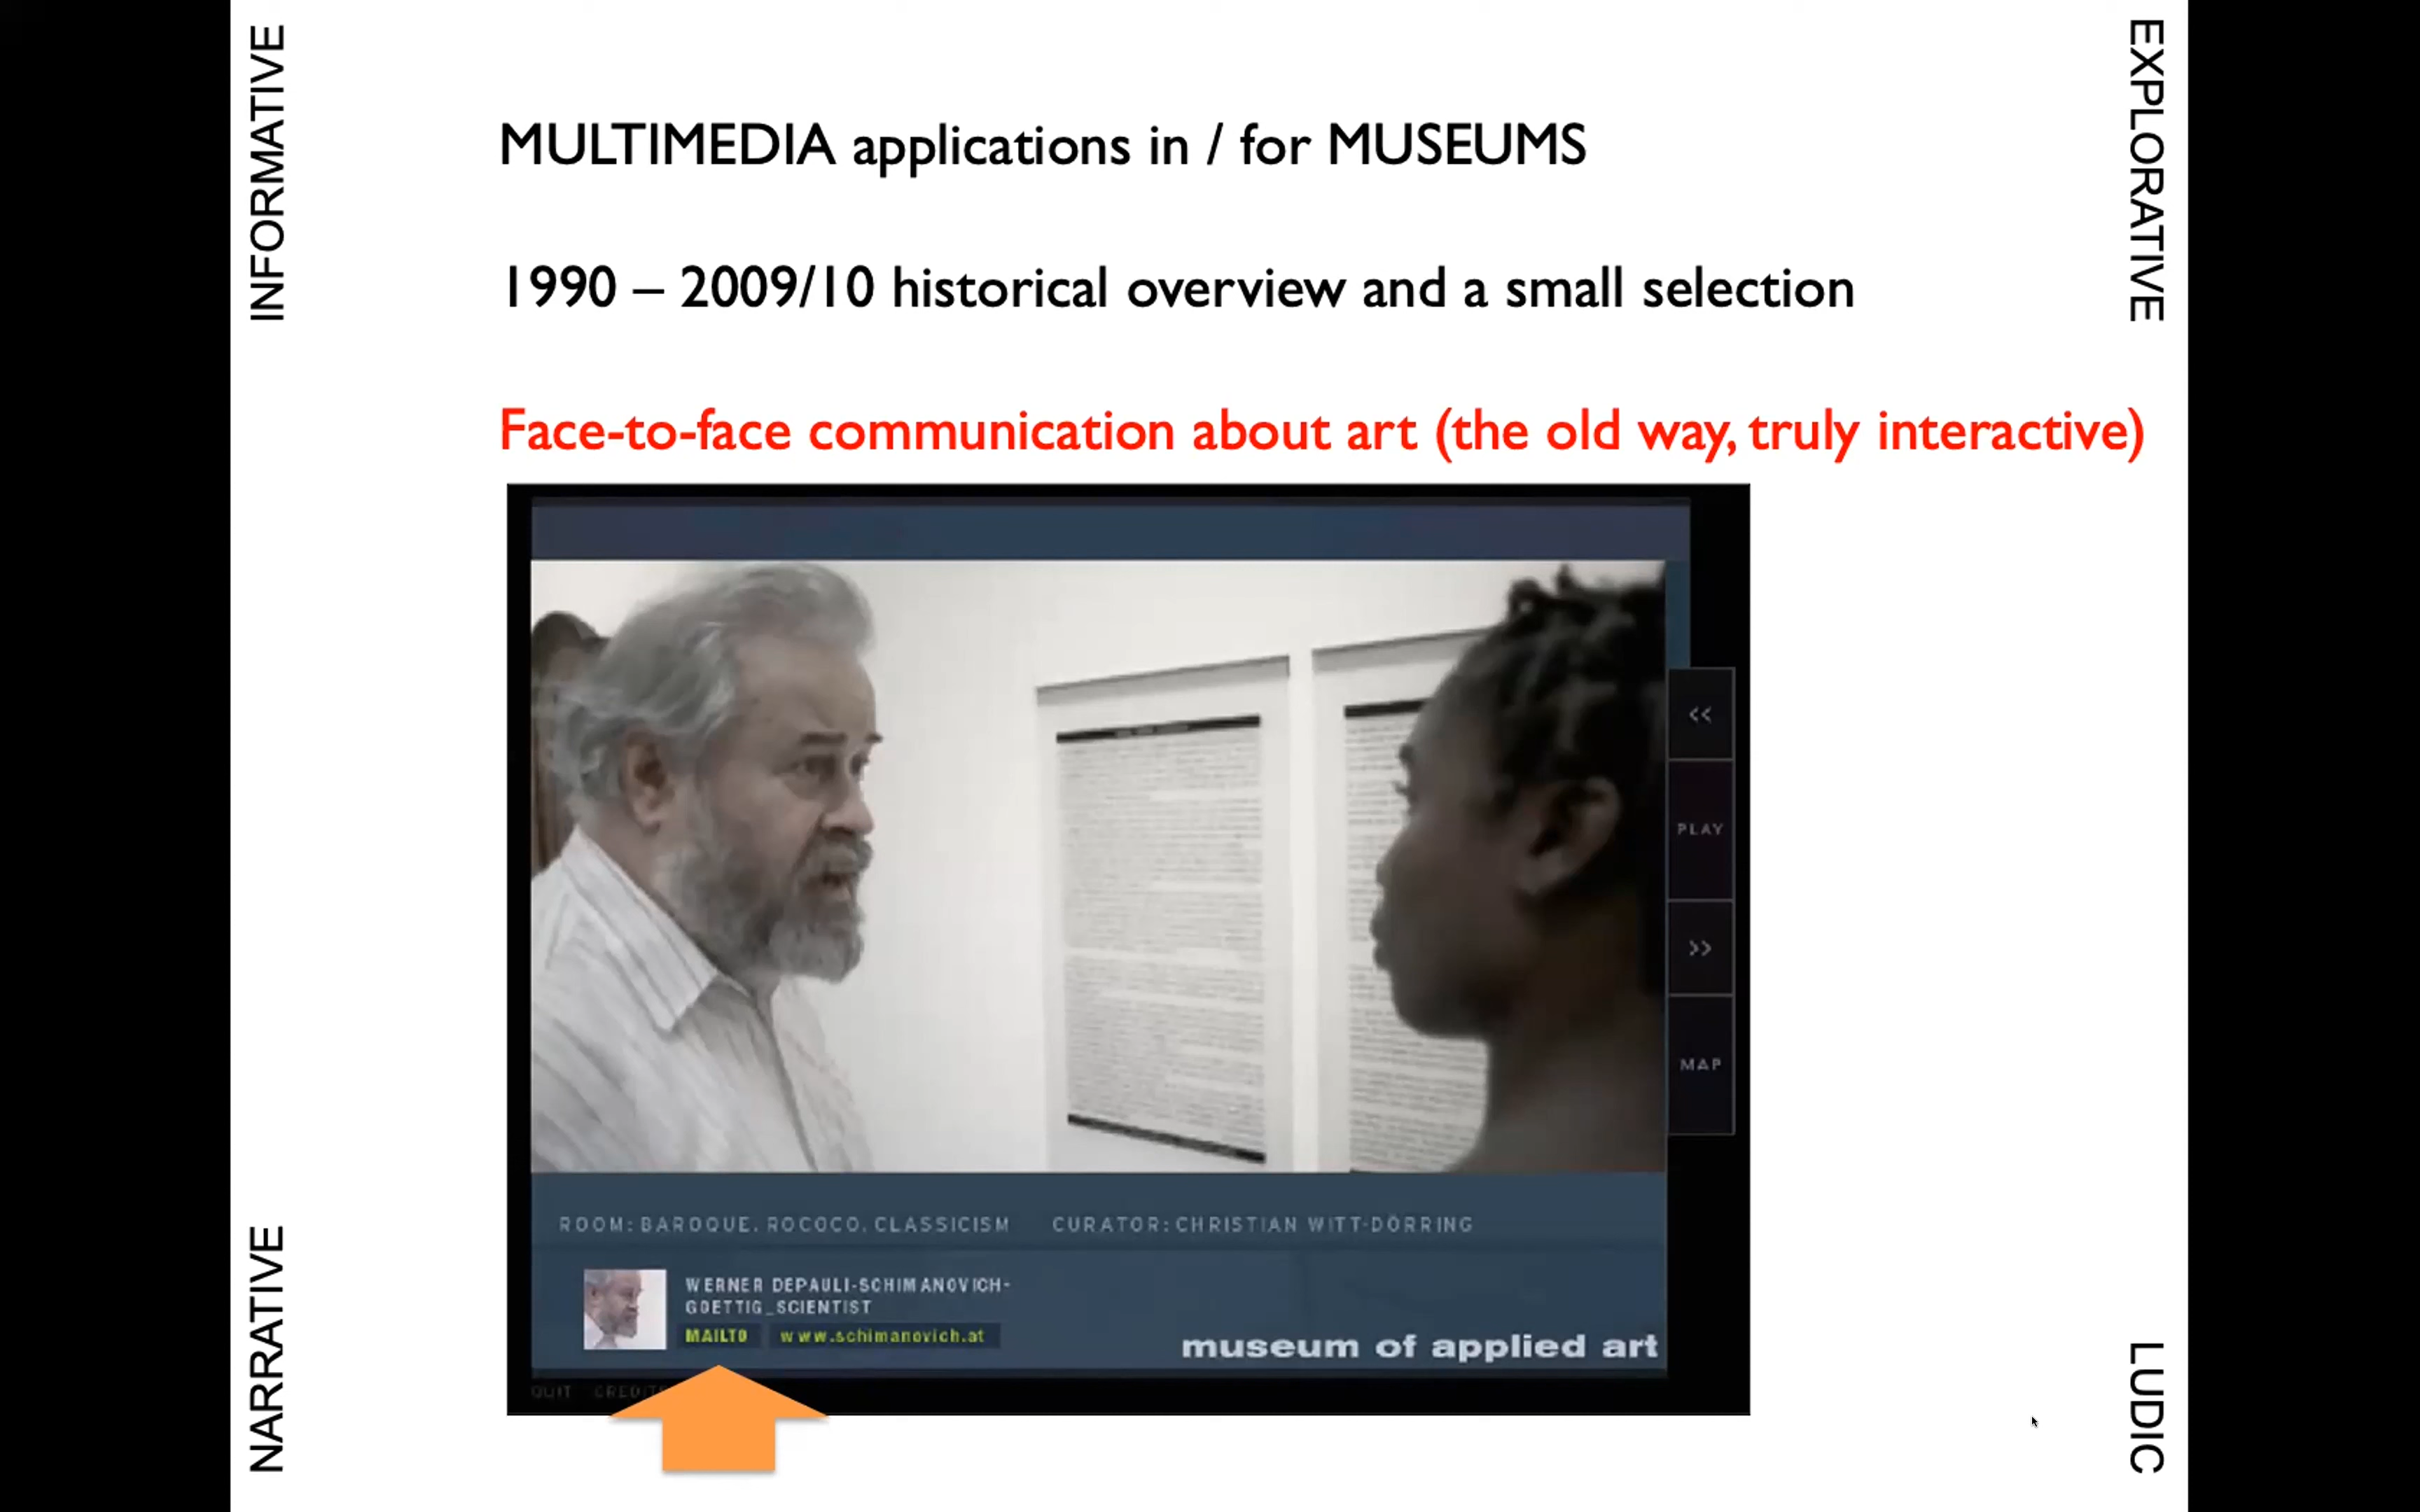 INFORMATIVE
EXPLORATIVE
MULTIMEDIA applications in / for MUSEUMS
1990 – 2009/10 historical overview and a small selection
Face-to-face communication about art (the old way, truly interactive)
<<
PLAY
>>
MAP
ROOM: BAROQUE. ROCOCO. CLASSICISM CURATOR: CHRISTIAN WITT-DÖRRING
WERNER DEPAULI-SCHIMANOVICH-
GOETTIG_SCIENTIST
MAILTO www.schimanovich.at
museum of applied art
QUIT
NARRATIVE
LUDIC